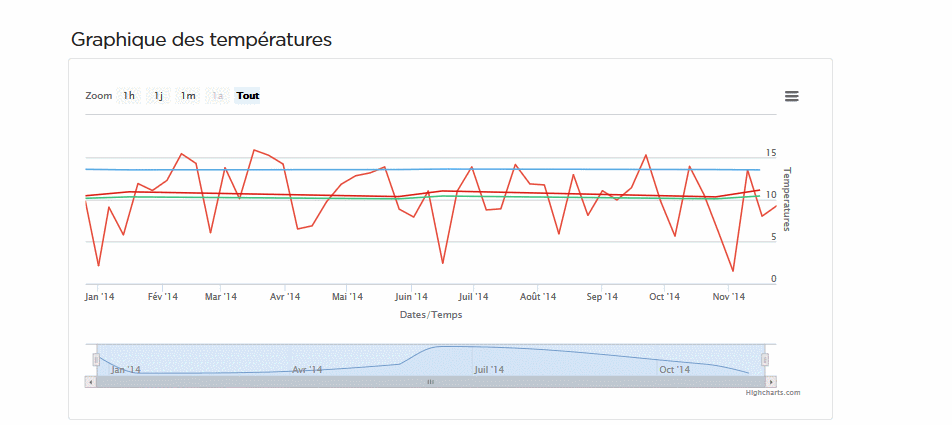 Graphique des températures
Zoom 1h 1j 1m 1a Tout
15
10
5
0
Temperatures
Jan '14 Fév '14 Mar '14 Avr '14 Mai '14 Juin '14 Juil '14 Août '14 Sep '14 Oct '14 Nov '14
Dates/Temps
Jan '14 Avr '14 Juil '14 Oct '14
Highcharts.com